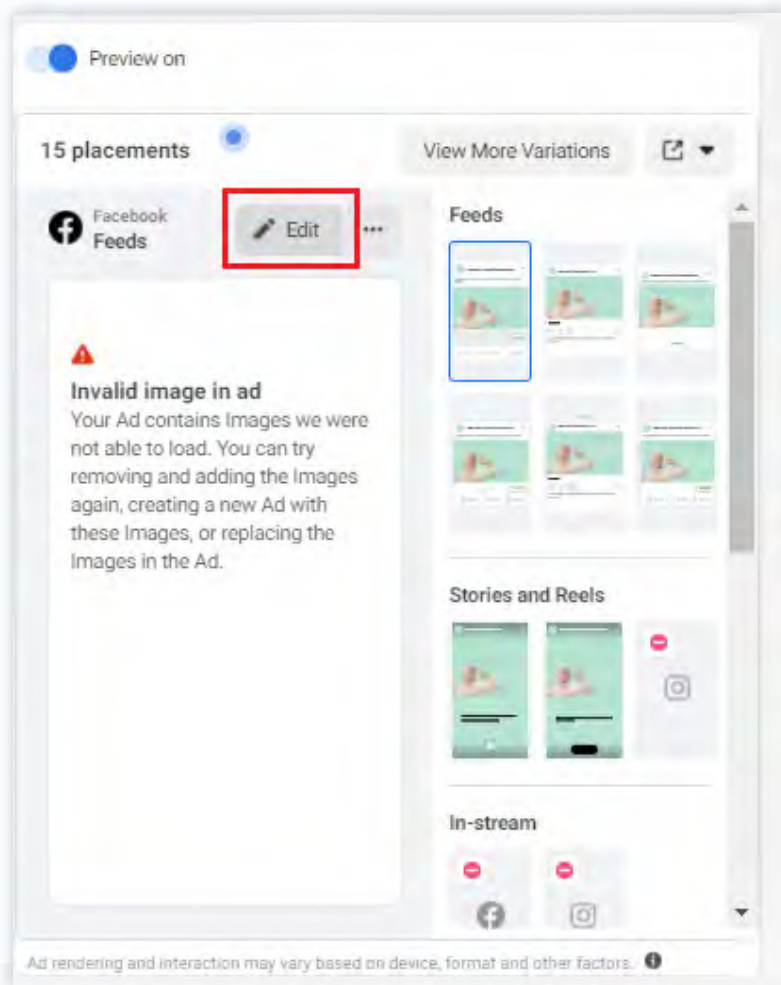 Preview on
15 placements
View More Variations
Facebook
Feeds
Edit
Feeds
Invalid image in ad
Your Ad contains Images we were
not able to load. You can try
removing and adding the Images
again, creating a new Ad with
these Images, or replacing the
Images in the Ad.
Stories and Reels
In-stream
Ad rendering and interaction may vary based on device, format and other factors.